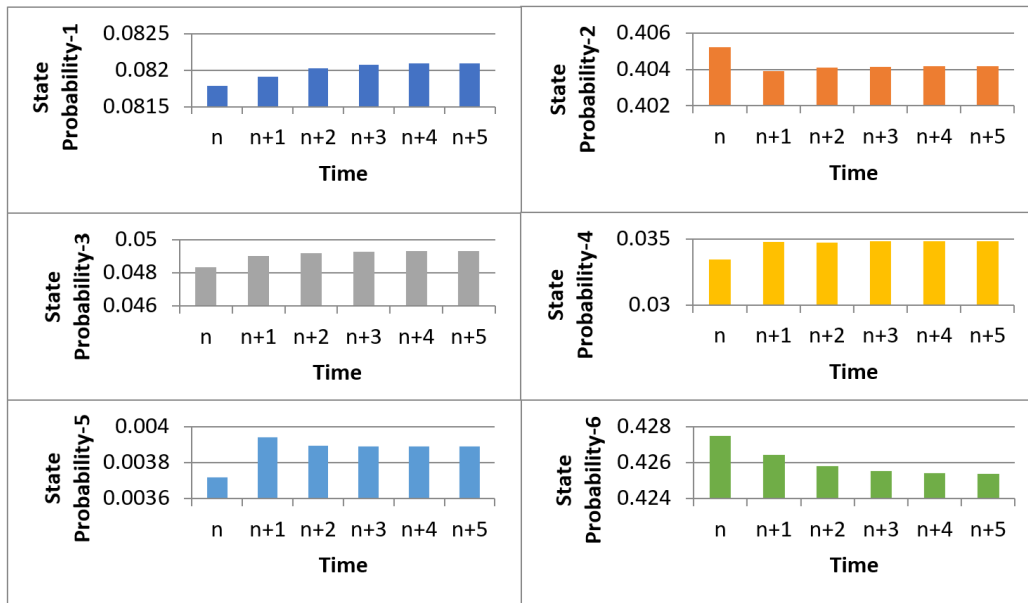 State
Probability-1
0.0825
0.082
0.0815
n n+1 n+2 n+3 n+4 n+5
Time
State
Probability-2
0.406
0.404
0.402
n n+1 n+2 n+3 n+4 n+5
Time
State
Probability-3
0.05
0.048
0.046
n n+1 n+2 n+3 n+4 n+5
Time
State
Probability-4
0.035
0.03
n n+1 n+2 n+3 n+4 n+5
Time
State
Probability-5
0.004
0.0038
0.0036
n n+1 n+2 n+3 n+4 n+5
Time
State
Probability-6
0.428
0.426
0.424
n n+1 n+2 n+3 n+4 n+5
Time